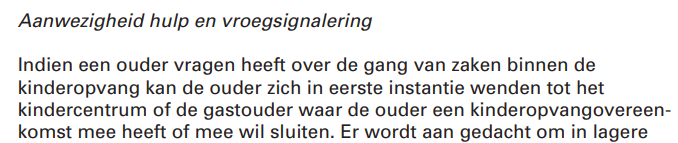 Aanwezigheid hulp en vroegsignalering
Indien een ouder vragen heeft over de gang van zaken binnen de
kinderopvang kan de ouder zich in eerste instantie wenden tot het
kindercentrum of de gastouder waar de ouder een kinderopvangovereen-
komst mee heeft of mee wil sluiten. Er wordt aan gedacht om in lagere